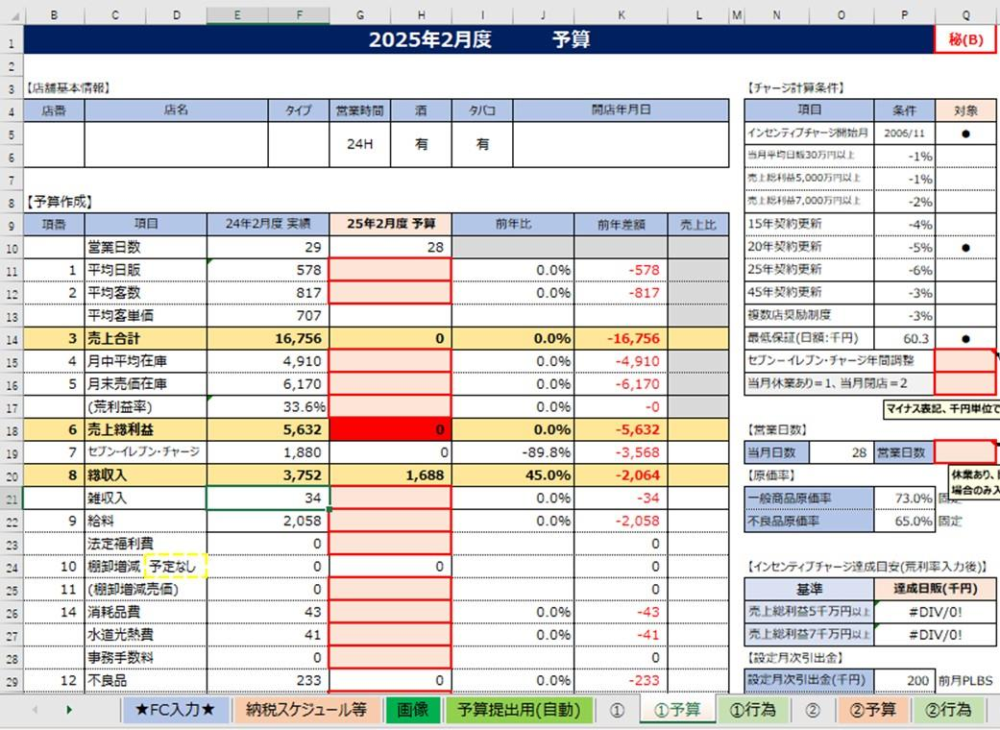 B C D E F G H I J K L M N O P Q
1 2025年2月度 予算 秘(B)
2
3 【店舗基本情報】 【チャージ計算条件】
4 店番 店名 タイプ 営業時間 酒 タバコ 開店年月日 項目 条件 対象
5 24H 有 有 インセンティブチャージ開始月 2006/11 ●
6 当月平均日販30万円以上 -1%
7 売上総利益5,000万円以上 -1%
8 【予算作成】 売上総利益7,000万円以上 -2%
9 項番 項目 24年2月度 実績 25年2月度 予算 前年比 前年差額 売上比 15年契約更新 -4%
10 営業日数 29 28 20年契約更新 -5% ●
11 1 平均日販 578 0.0% -578 25年契約更新 -6%
12 2 平均客数 817 0.0% -817 45年契約更新 -3%
13 平均客単価 707 複数店奨励制度 -3%
14 3 売上合計 16,756 0 0.0% -16,756 最低保証(日額:千円) 60.3 ●
15 4 月中平均在庫 4,910 0.0% -4,910 セブン－イレブン・チャージ年間調整
16 5 月末売価在庫 6,170 0.0% -6,170 当月休業あり＝1、当月閉店＝2
17 (荒利益率) 33.6% 0.0% -0 マイナス表記、千円単位で
18 6 売上総利益 5,632 0 0.0% -5,632 【営業日数】
19 7 セブン-イレブン・チャージ 1,880 0 -89.8% -3,568 当月日数 28 営業日数
20 8 総収入 3,752 1,688 45.0% -2,064 【原価率】 休業あり、
場合のみ入
21 雑収入 34 0.0% -34 一般商品原価率 73.0% 固定
22 9 給料 2,058 0.0% -2,058 不良品原価率 65.0% 固定
23 法定福利費 0 0
24 10 棚卸増減 予定なし 0 0 0 【インセンティブチャージ達成目安(荒利率入力後)】
25 11 (棚卸増減売価) 0 0 基準 達成日販(千円)
26 14 消耗品費 43 0.0% -43 売上総利益5千万円以上 #DIV/0!
27 水道光熱費 41 0.0% -41 売上総利益7千万円以上 #DIV/0!
28 事務手数料 0 0 【設定月次引出金】
29 12 不良品 233 0 0.0% -233 設定月次引出金(千円) 200 前月PLBS
★FC入力★ 納税スケジュール等 画像 予算提出用(自動) ① ①予算 ①行為 ② ②予算 ②行為